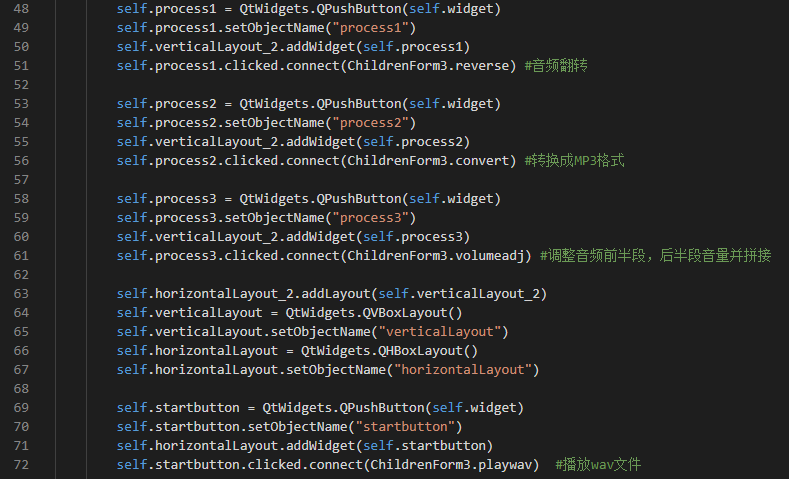 48 self.process1 = QtWidgets.QPushButton(self.widget)
49 self.process1.setObjectName("process1")
50 self.verticalLayout_2.addWidget(self.process1)
51 self.process1.clicked.connect(ChildrenForm3.reverse) #音频翻转
52
53 self.process2 = QtWidgets.QPushButton(self.widget)
54 self.process2.setObjectName("process2")
55 self.verticalLayout_2.addWidget(self.process2)
56 self.process2.clicked.connect(ChildrenForm3.convert) #转换成MP3格式
57
58 self.process3 = QtWidgets.QPushButton(self.widget)
59 self.process3.setObjectName("process3")
60 self.verticalLayout_2.addWidget(self.process3)
61 self.process3.clicked.connect(ChildrenForm3.volumeadj) #调整音频前半段，后半段音量并拼接
62
63 self.horizontalLayout_2.addLayout(self.verticalLayout_2)
64 self.verticalLayout = QtWidgets.QVBoxLayout()
65 self.verticalLayout.setObjectName("verticalLayout")
66 self.horizontalLayout = QtWidgets.QHBoxLayout()
67 self.horizontalLayout.setObjectName("horizontalLayout")
68
69 self.startbutton = QtWidgets.QPushButton(self.widget)
70 self.startbutton.setObjectName("startbutton")
71 self.horizontalLayout.addWidget(self.startbutton)
72 self.startbutton.clicked.connect(ChildrenForm3.playwav)  #播放wav文件